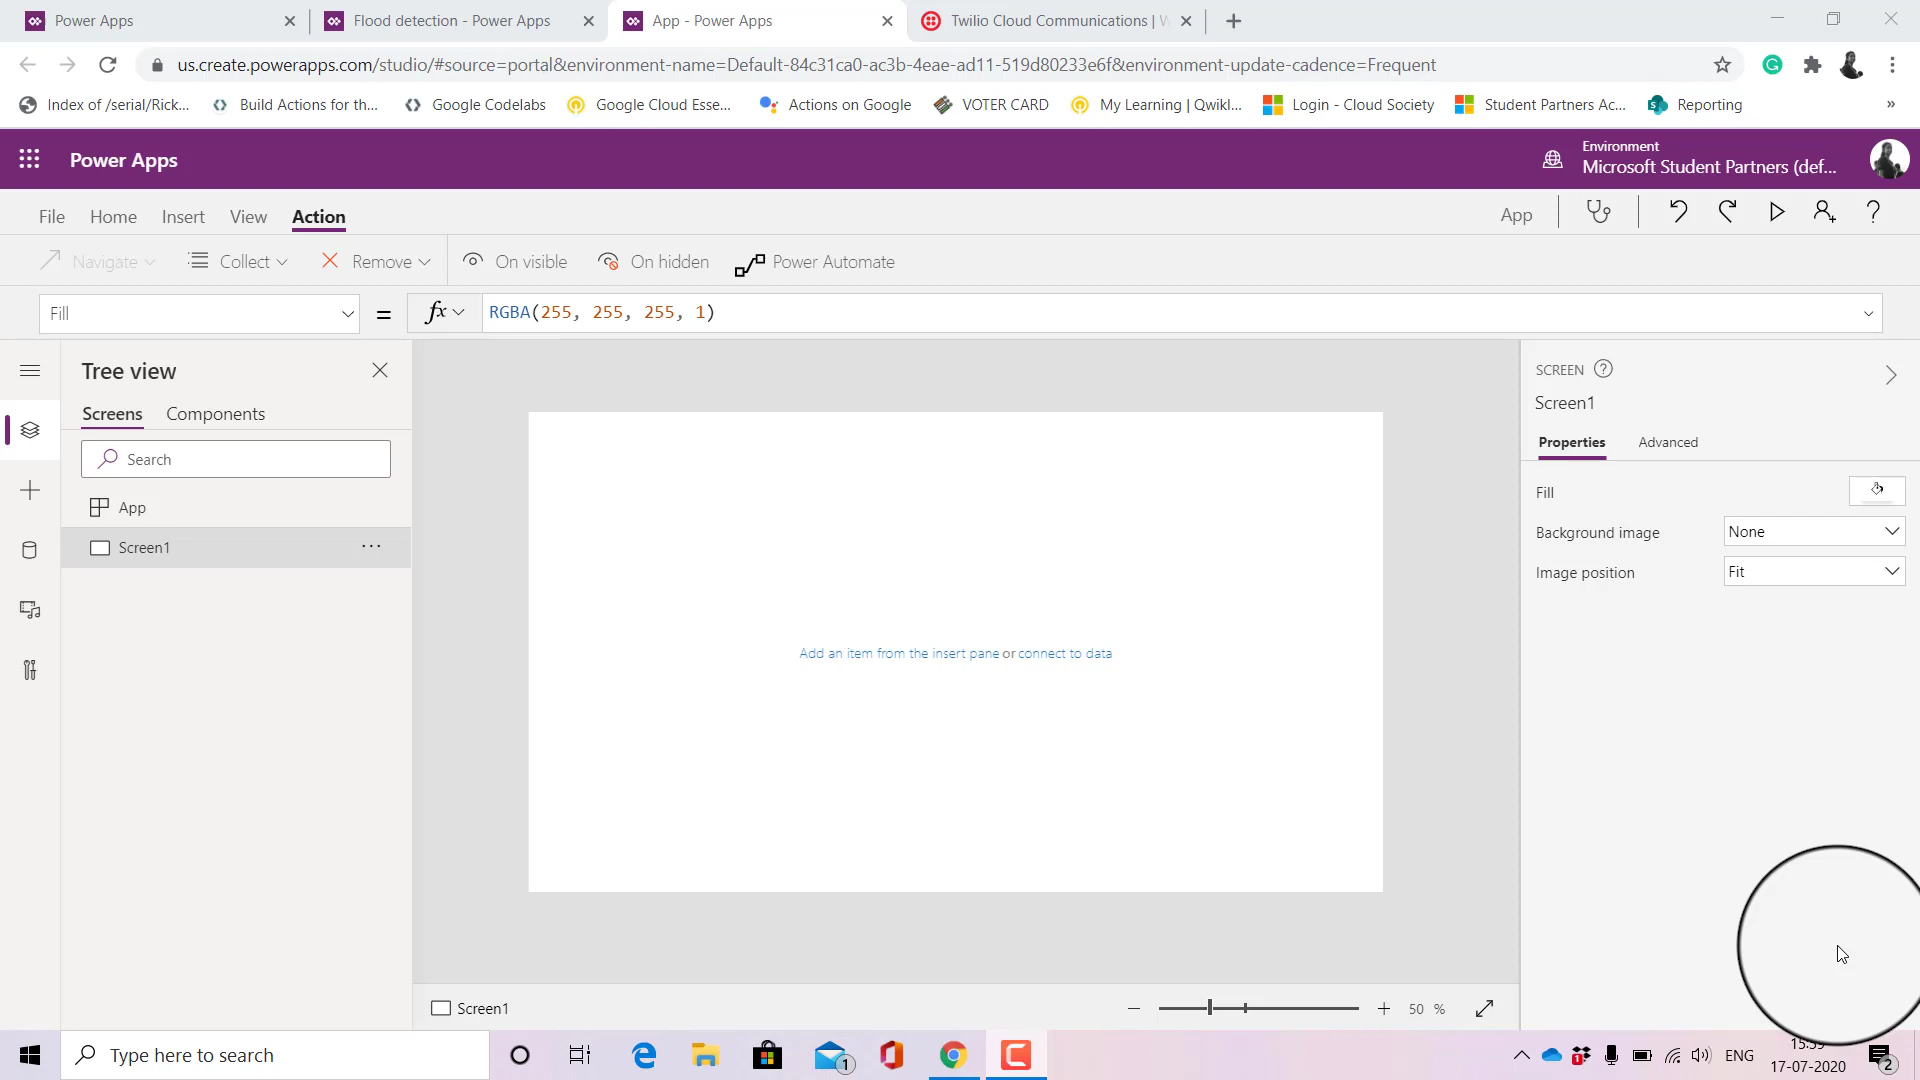 Power Apps
Flood detection - Power Apps
App - Power Apps
Twilio Cloud Communications | W
us.create.powerapps.com/studio/#source=portal&environment-name=Default-84c31ca0-ac3b-4eae-ad11-519d80233e6f&environment-update-cadence=Frequent
Index of /serial/Rick...
Build Actions for th...
Google Codelabs
Google Cloud Esse...
Actions on Google
VOTER CARD
My Learning | Qwikl...
Login - Cloud Society
Student Partners Ac...
Reporting
»
Power Apps
Environment
Microsoft Student Partners (def...
File
Home
Insert
View
Action
App
?
Navigate
Collect
Remove
On visible
On hidden
Power Automate
Fill
=
fx
RGBA(255, 255, 255, 1)
Tree view
Screens
Components
Search
App
Screen1
...
Add an item from the insert pane or connect to data
SCREEN ?
Screen1
Properties
Advanced
Fill
Background image
None
Image position
Fit
Screen1
50 %
Type here to search
1
1
ENG
17-07-2020
2